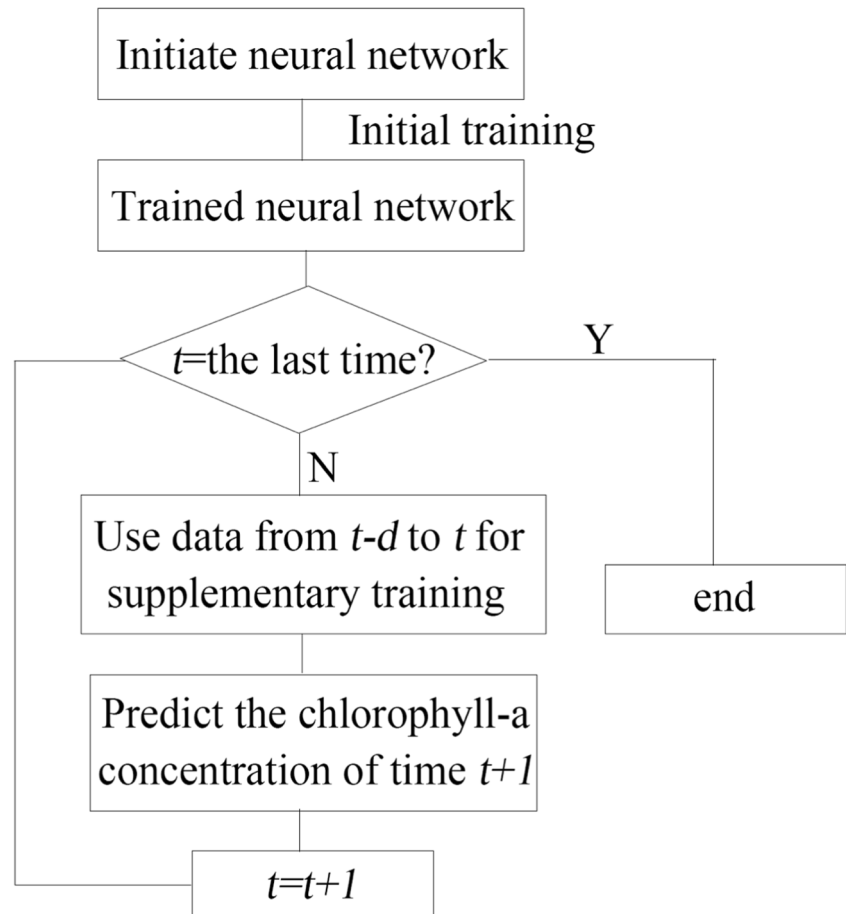 Initiate neural network
Initial training
Trained neural network
t=the last time?
Y
N
Use data from t-d to t for
supplementary training
end
Predict the chlorophyll-a
concentration of time t+1
t=t+1